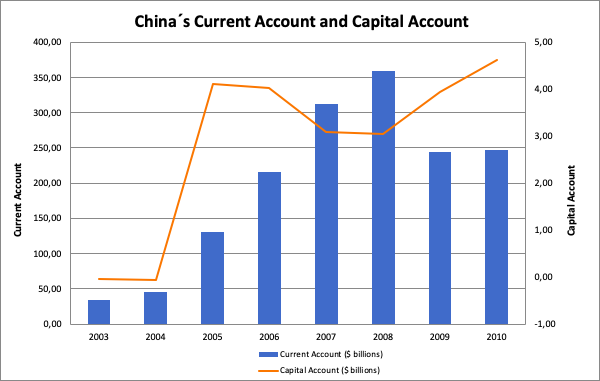 China´s Current Account and Capital Account
400,00
350,00
300,00
250,00
200,00
150,00
100,00
50,00
0,00
Current Account
5,00
4,00
3,00
2,00
1,00
0,00
-1,00
Capital Account
2003 2004 2005 2006 2007 2008 2009 2010
Current Account ($ billions)
Capital Account ($ billions)